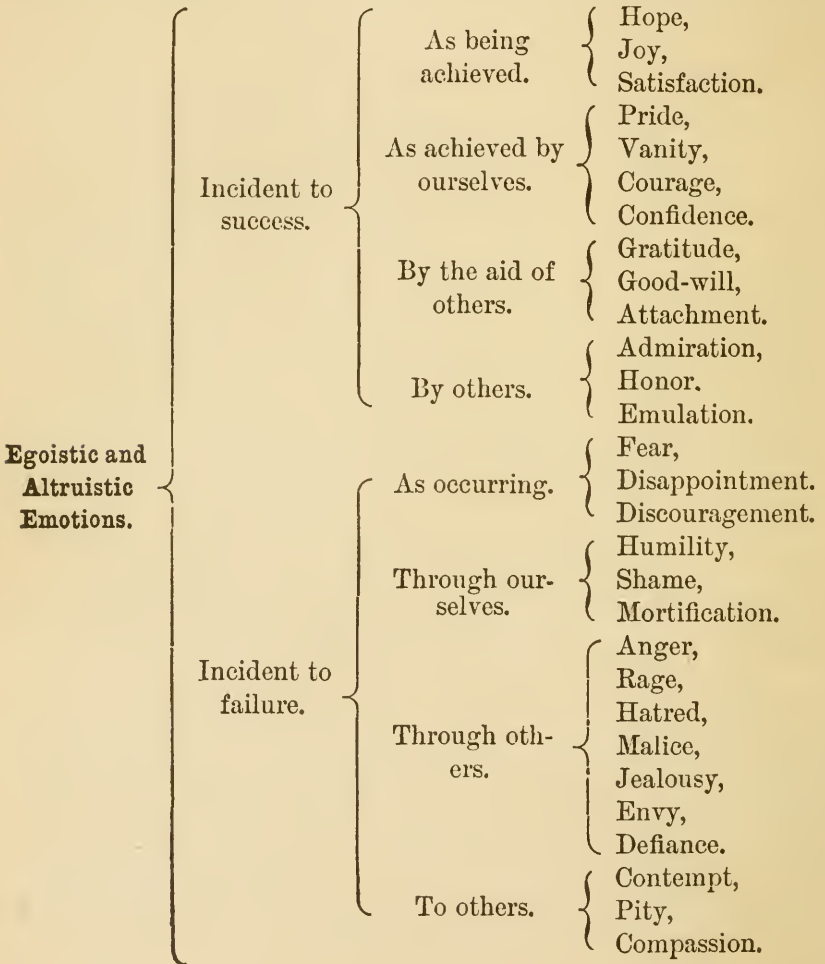 Egoistic and
Altruistic
Emotions.
Incident to
success.
As being
achieved.
Hope,
Joy,
Satisfaction.
As achieved by
ourselves.
Pride,
Vanity,
Courage,
Confidence.
By the aid of
others.
Gratitude,
Good-will,
Attachment.
By others.
Admiration,
Honor.
Emulation.
Incident to
failure.
As occurring.
Fear,
Disappointment.
Discouragement.
Through our-
selves.
Humility,
Shame,
Mortification.
Through oth-
ers.
Anger,
Rage,
Hatred,
Malice,
Jealousy,
Envy,
Defiance.
To others.
Contempt,
Pity,
Compassion.